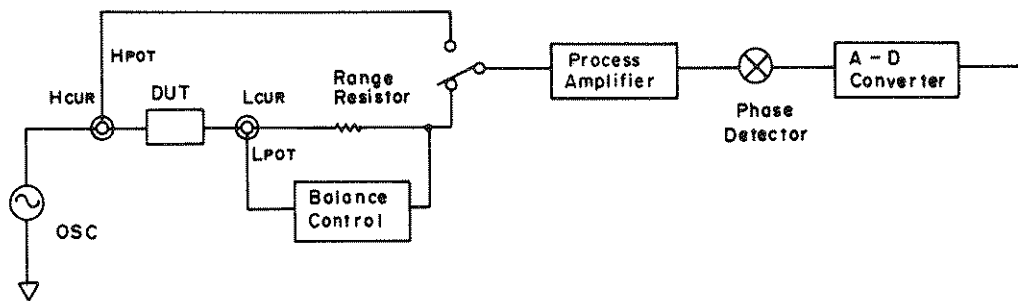 HPOT
HCUR
DUT
LCUR
Range
Resistor
LPOT
Balance
Control
OSC
Process
Amplifier
Phase
Detector
A - D
Converter